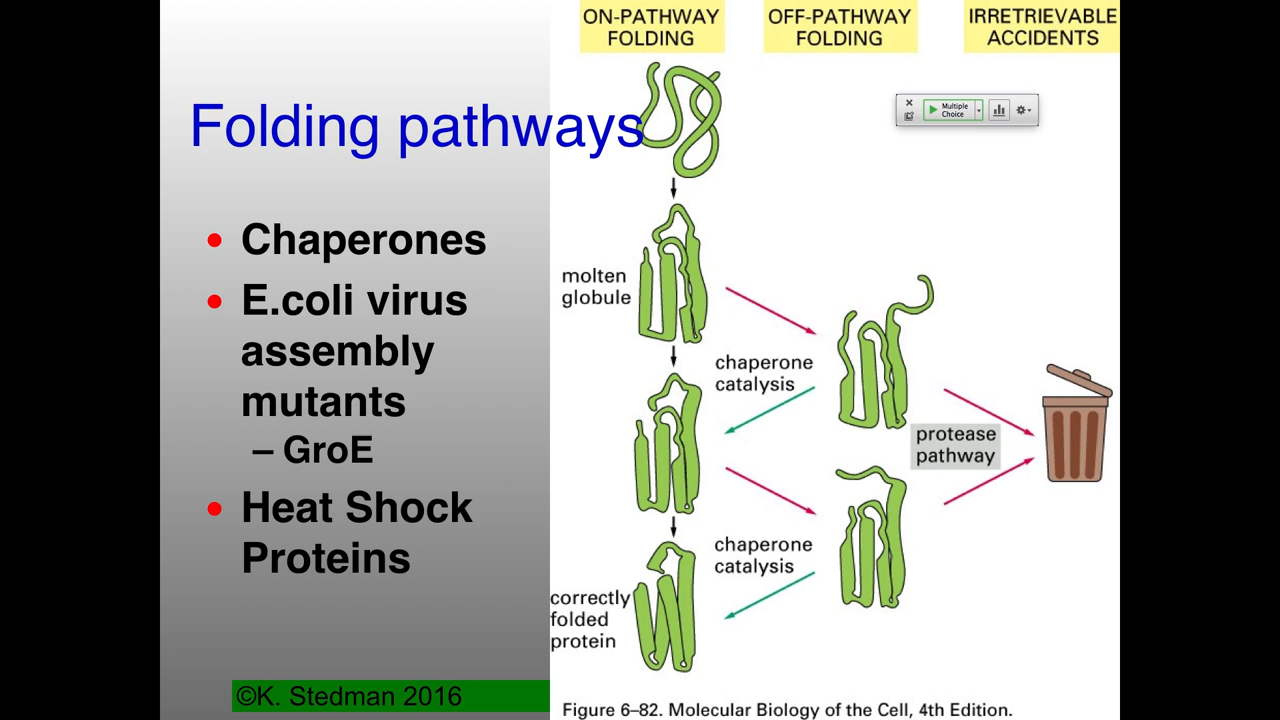 Folding pathways
• Chaperones
• E.coli virus
assembly
mutants
– GroE
• Heat Shock
Proteins
©K. Stedman 2016
ON-PATHWAY
FOLDING
OFF-PATHWAY
FOLDING
IRRETRIEVABLE
ACCIDENTS
Multiple
Choice
molten
globule
chaperone
catalysis
protease
pathway
chaperone
catalysis
correctly
folded
protein
Figure 6–82. Molecular Biology of the Cell, 4th Edition.